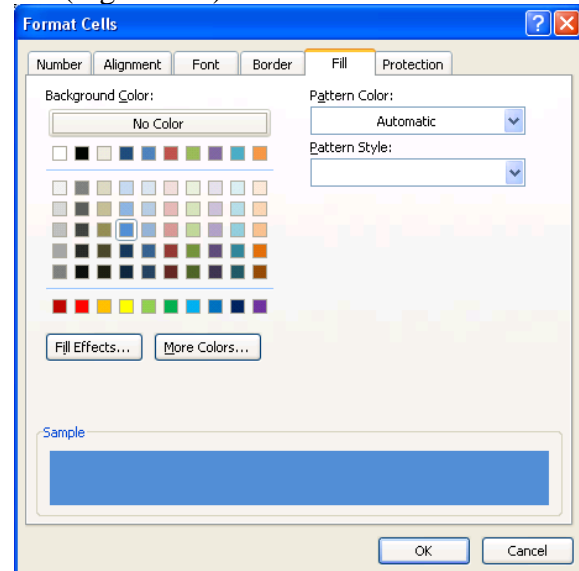 Format Cells
Number Alignment Font Border Fill Protection
Background Color: Pattern Color:
No Color Automatic
Pattern Style:
Fill Effects... More Colors...
Sample
OK Cancel